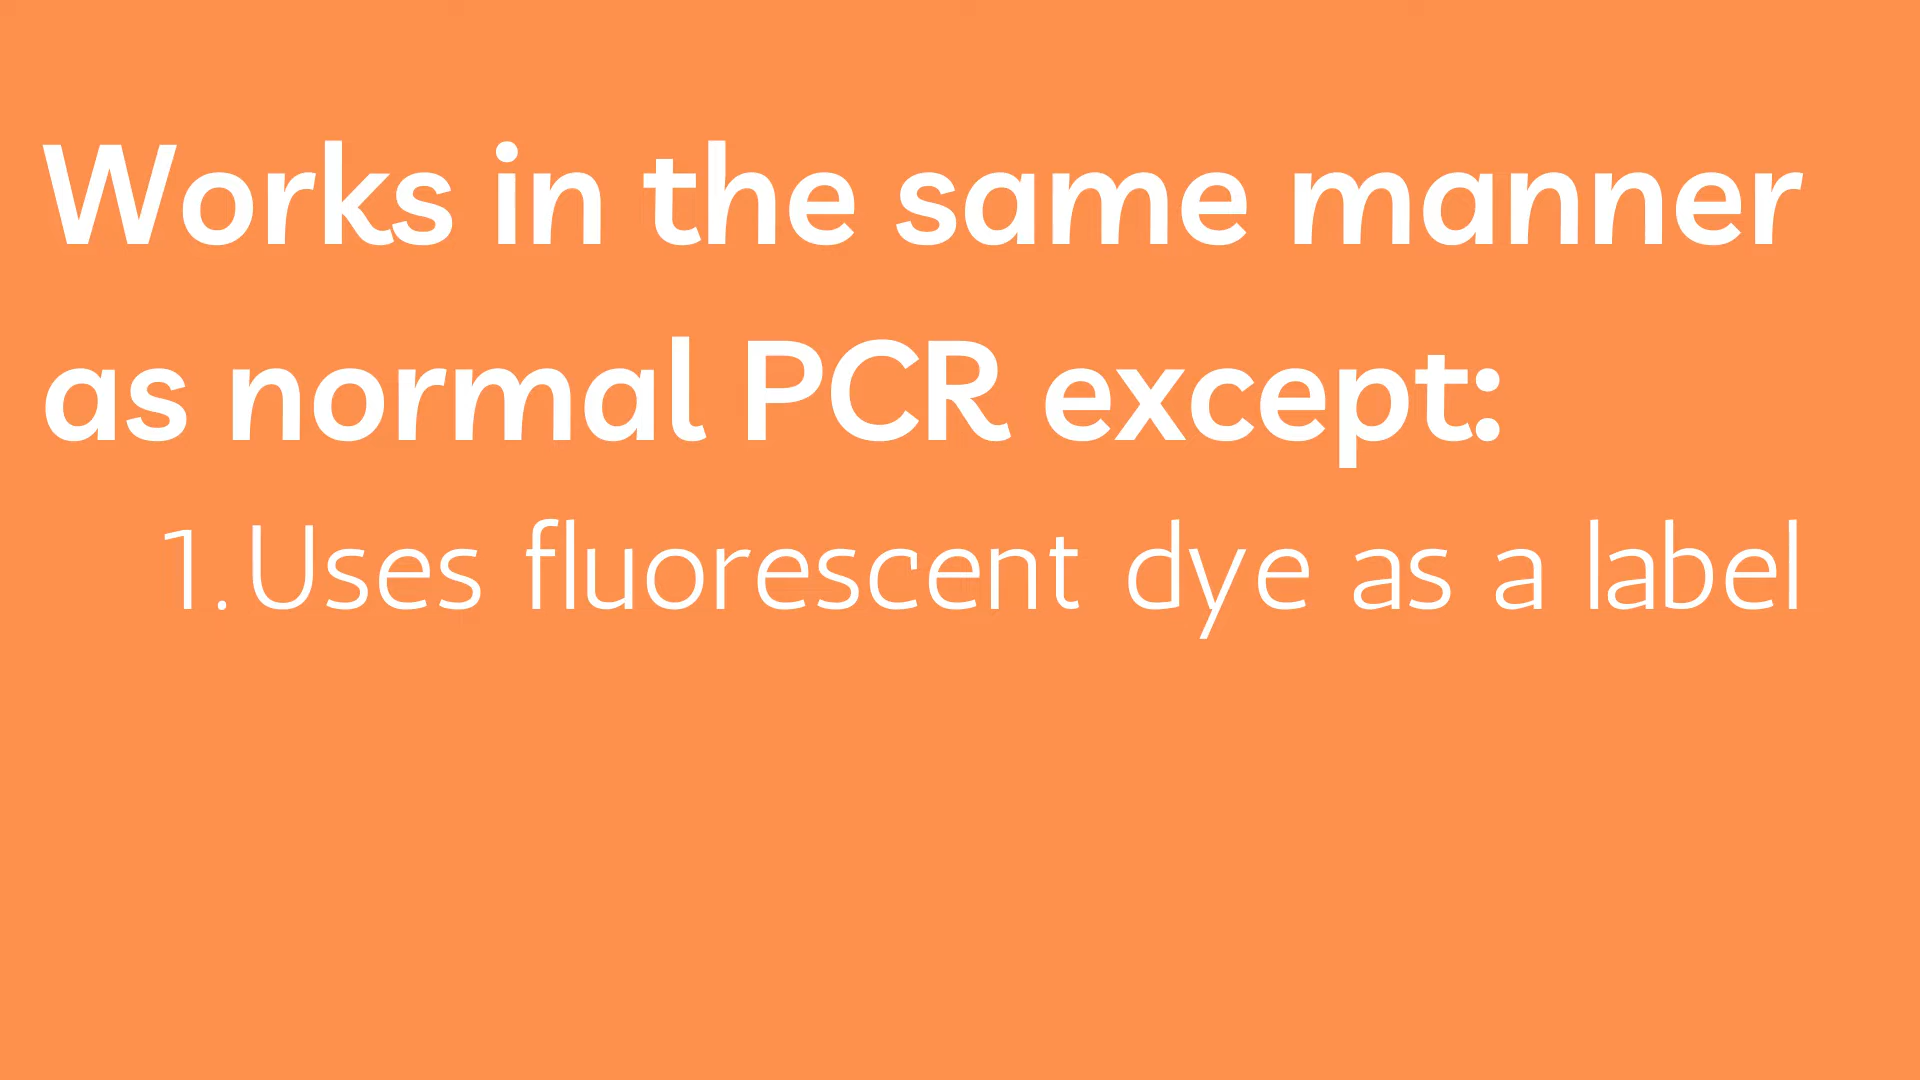 Works in the same manner
as normal PCR except:
1. Uses fluorescent dye as a label